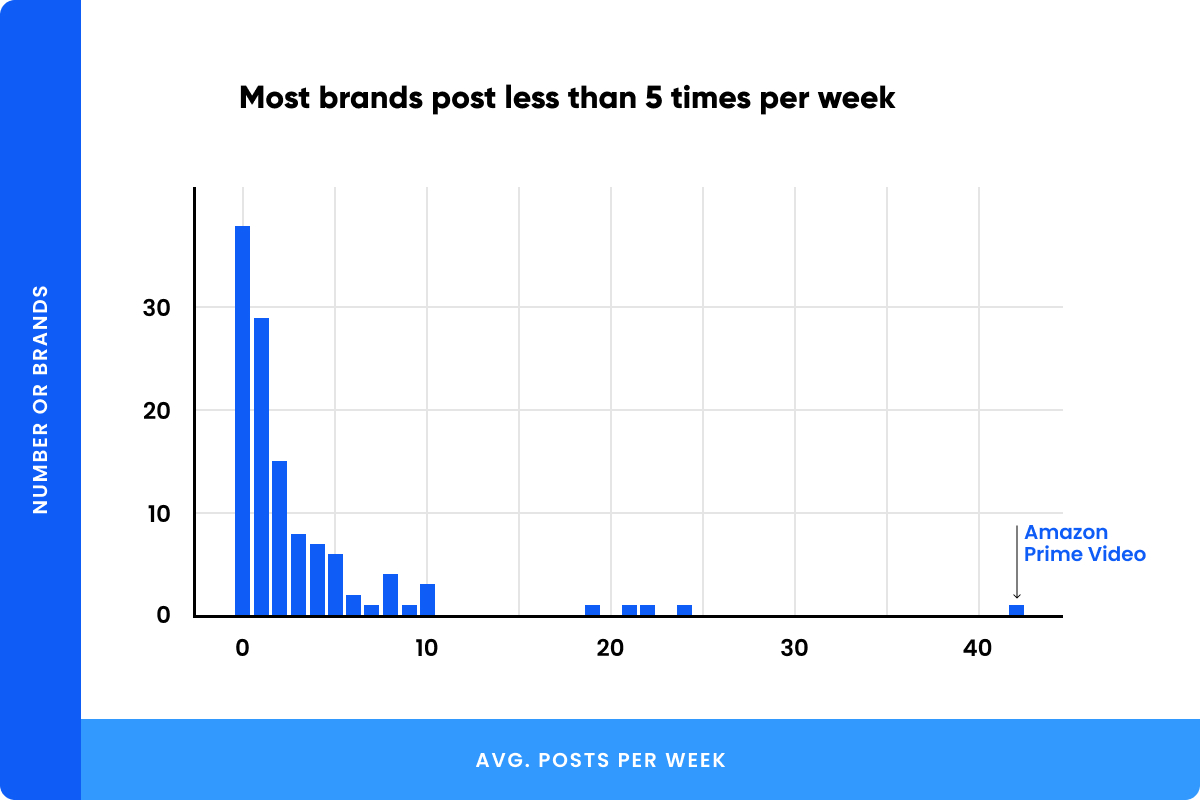 Most brands post less than 5 times per week
NUMBER OR BRANDS
30
20
10
0
Amazon
Prime Video
0 10 20 30 40
AVG. POSTS PER WEEK